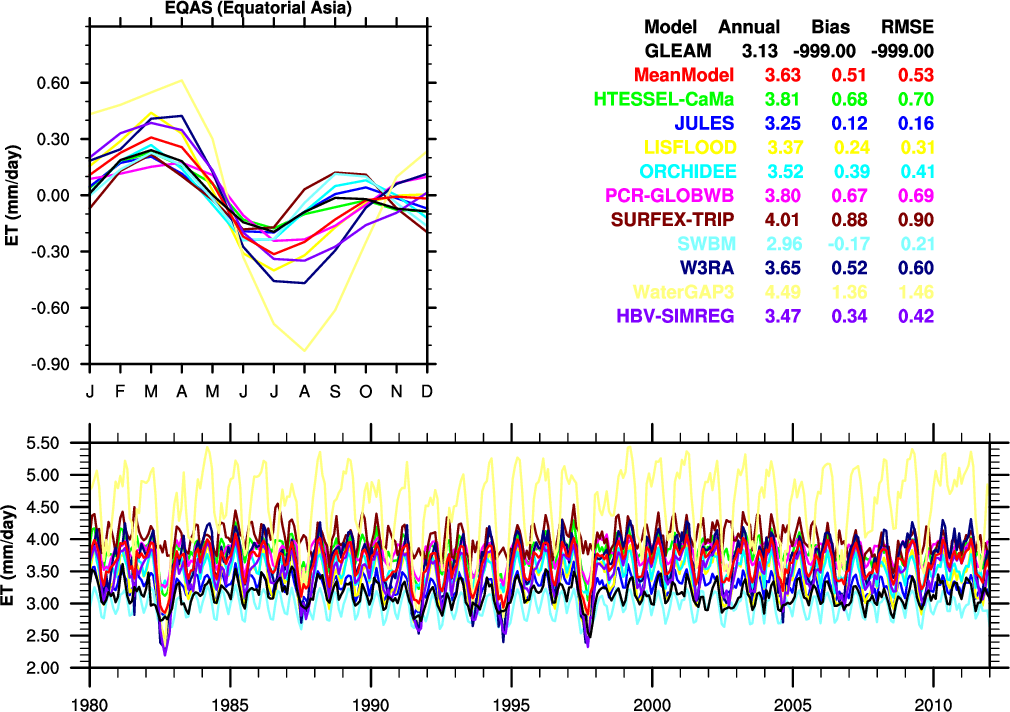 EQAS (Equatorial Asia)
ET (mm/day)
0.60
0.30
0.00
-0.30
-0.60
-0.90
J F M A M J J A S O N D
Model Annual Bias RMSE
GLEAM 3.13 -999.00 -999.00
MeanModel 3.63 0.51 0.53
HTESSEL-CaMa 3.81 0.68 0.70
JULES 3.25 0.12 0.16
LISFLOOD 3.37 0.24 0.31
ORCHIDEE 3.52 0.39 0.41
PCR-GLOBWB 3.80 0.67 0.69
SURFEX-TRIP 4.01 0.88 0.90
SWBM 2.96 -0.17 0.21
W3RA 3.65 0.52 0.60
WaterGAP3 4.49 1.36 1.46
HBV-SIMREG 3.47 0.34 0.42
ET (mm/day)
5.50
5.00
4.50
4.00
3.50
3.00
2.50
2.00
1980 1985 1990 1995 2000 2005 2010